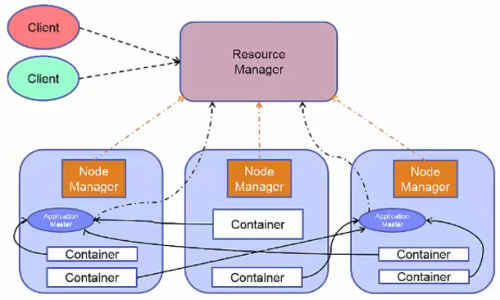 Client
Client
Resource
Manager
Node
Manager
Node
Manager
Node
Manager
Application
Master
Container
Application
Master
Container
Container
Container
Container
Container